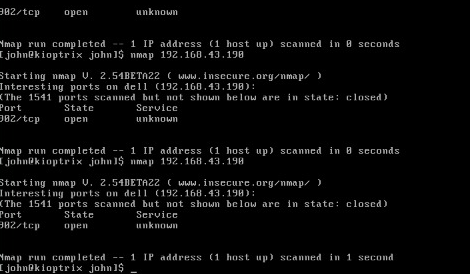 902/tcp open unknown
Nmap run completed -- 1 IP address (1 host up) scanned in 0 seconds
[john@kioptrix john]$ nmap 192.168.43.190
Starting nmap V. 2.54BETA22 ( www.insecure.org/nmap/ )
Interesting ports on dell (192.168.43.190):
(The 1541 ports scanned but not shown below are in state: closed)
Port State Service
902/tcp open unknown
Nmap run completed -- 1 IP address (1 host up) scanned in 0 seconds
[john@kioptrix john]$ nmap 192.168.43.190
Starting nmap V. 2.54BETA22 ( www.insecure.org/nmap/ )
Interesting ports on dell (192.168.43.190):
(The 1541 ports scanned but not shown below are in state: closed)
Port State Service
902/tcp open unknown
Nmap run completed -- 1 IP address (1 host up) scanned in 1 second
[john@kioptrix john]$ _